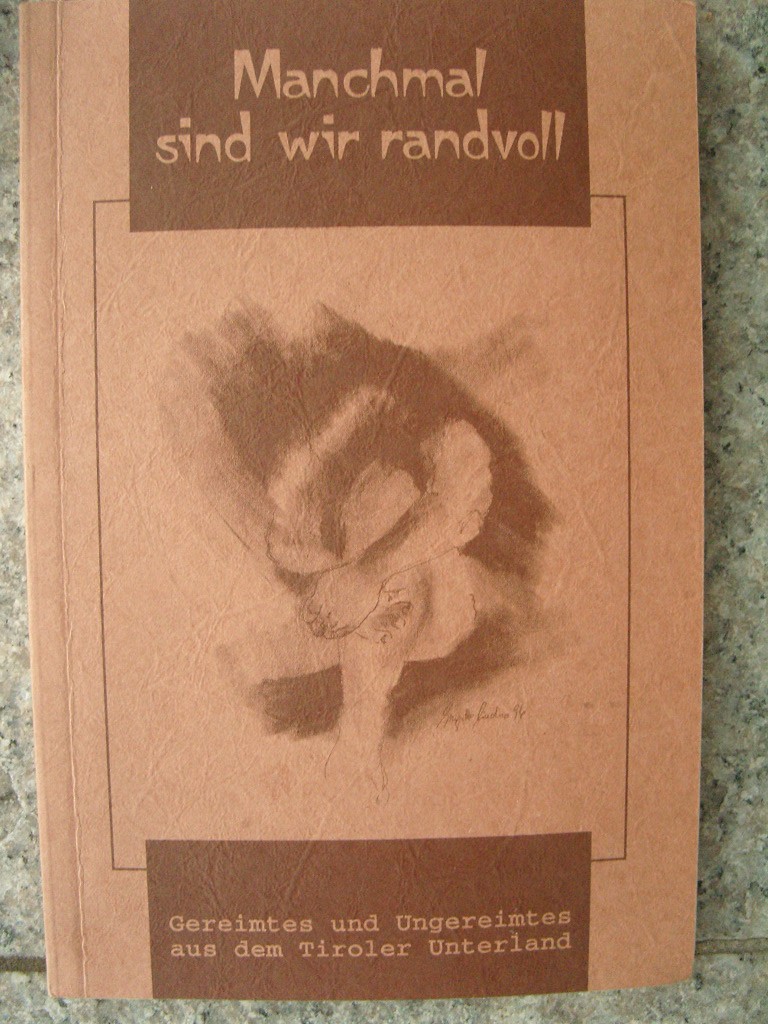 Manchmal
sind wir randvoll
Gereimtes und Ungereimtes
aus dem Tiroler Unterland